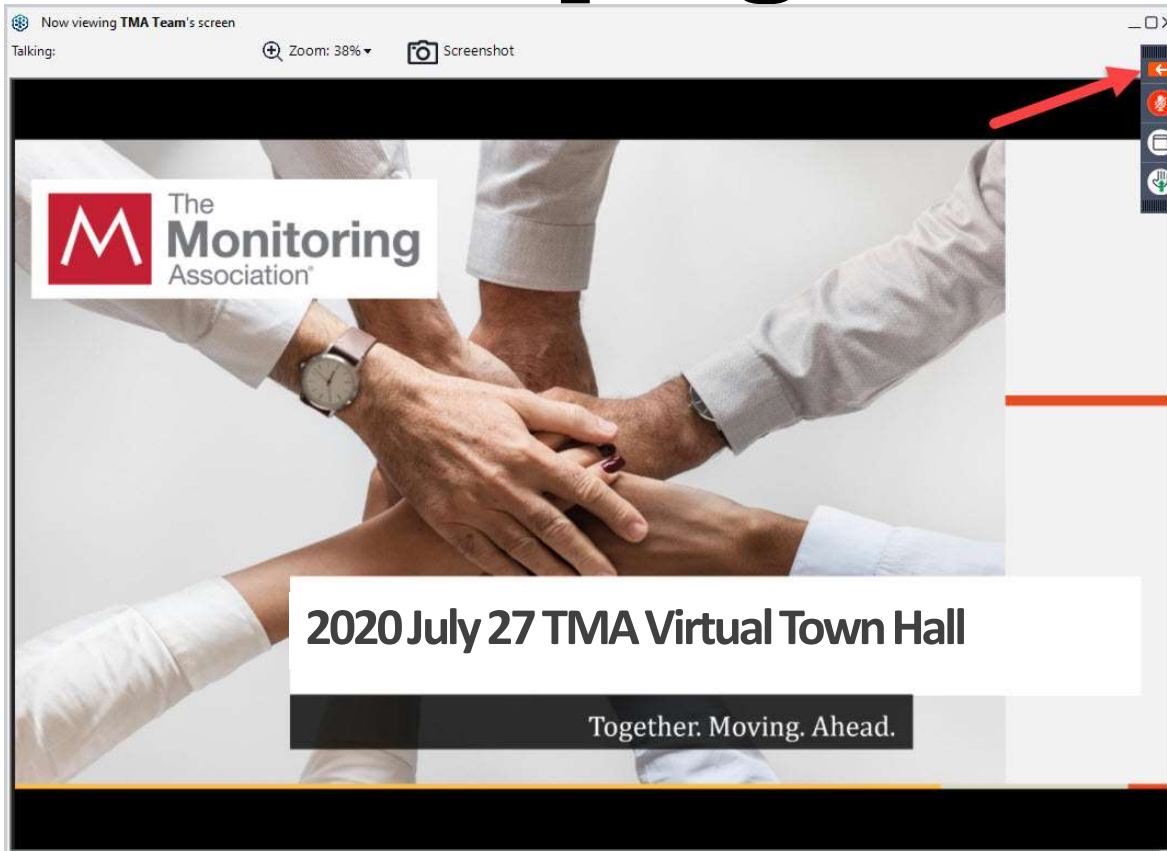 Now viewing TMA Team's screen
Talking:
Zoom: 38%
Screenshot
The
Monitoring
Association
2020 July 27 TMA Virtual Town Hall
Together. Moving. Ahead.